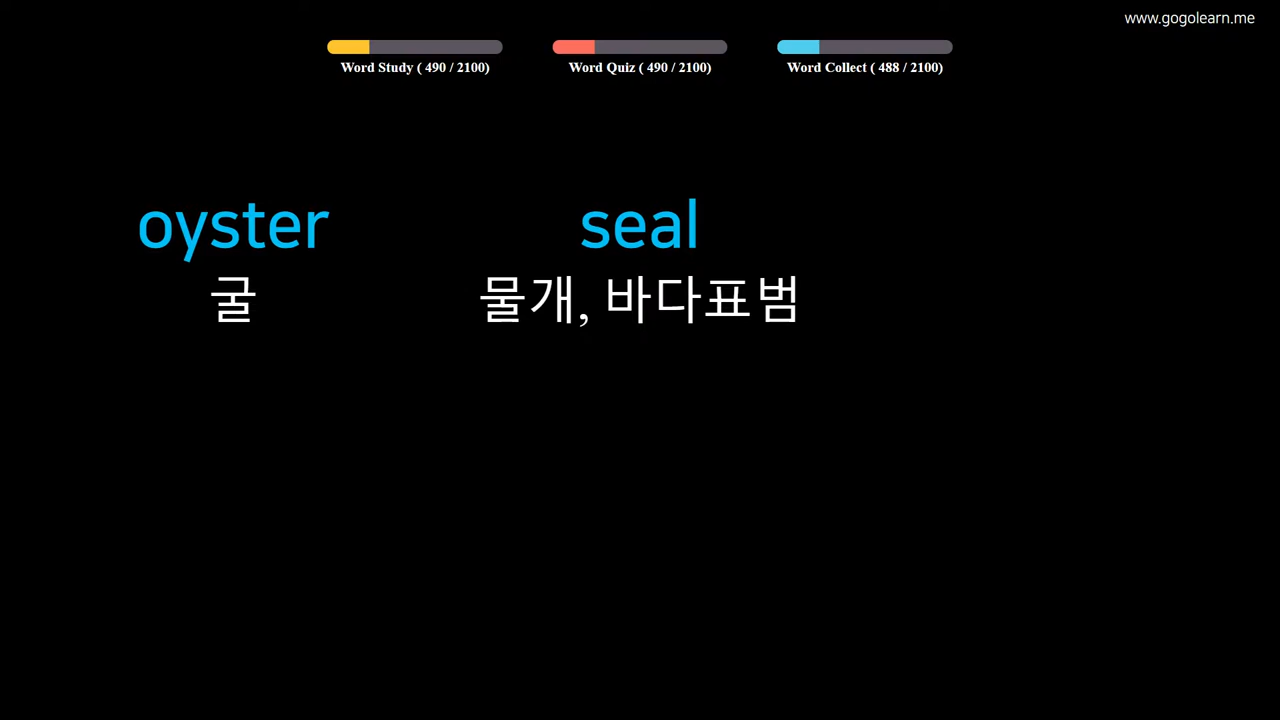 www.gogolearn.me
Word Study ( 490 / 2100)
Word Quiz ( 490 / 2100)
Word Collect ( 488 / 2100)
oyster
굴
seal
물개, 바다표범